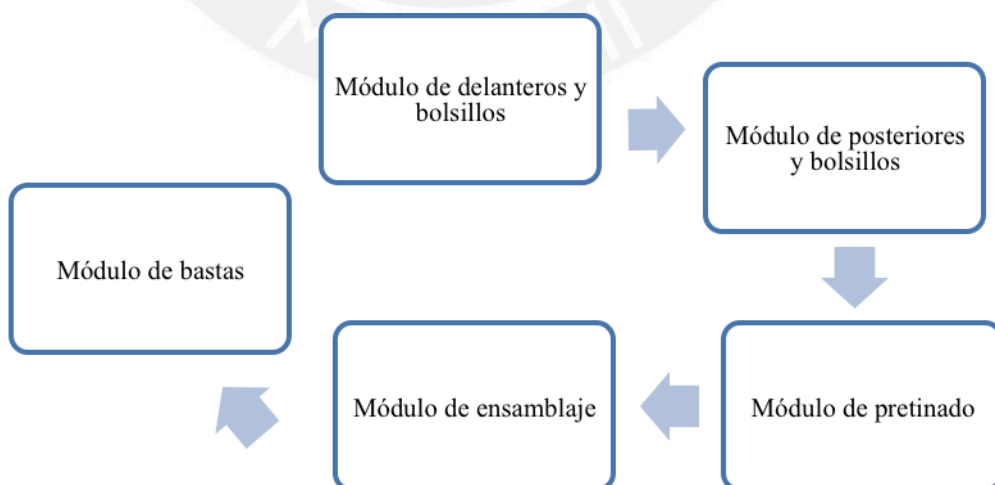 Módulo de delanteros y
bolsillos
Módulo de posteriores
y bolsillos
Módulo de pretinado
Módulo de ensamblaje
Módulo de bastas